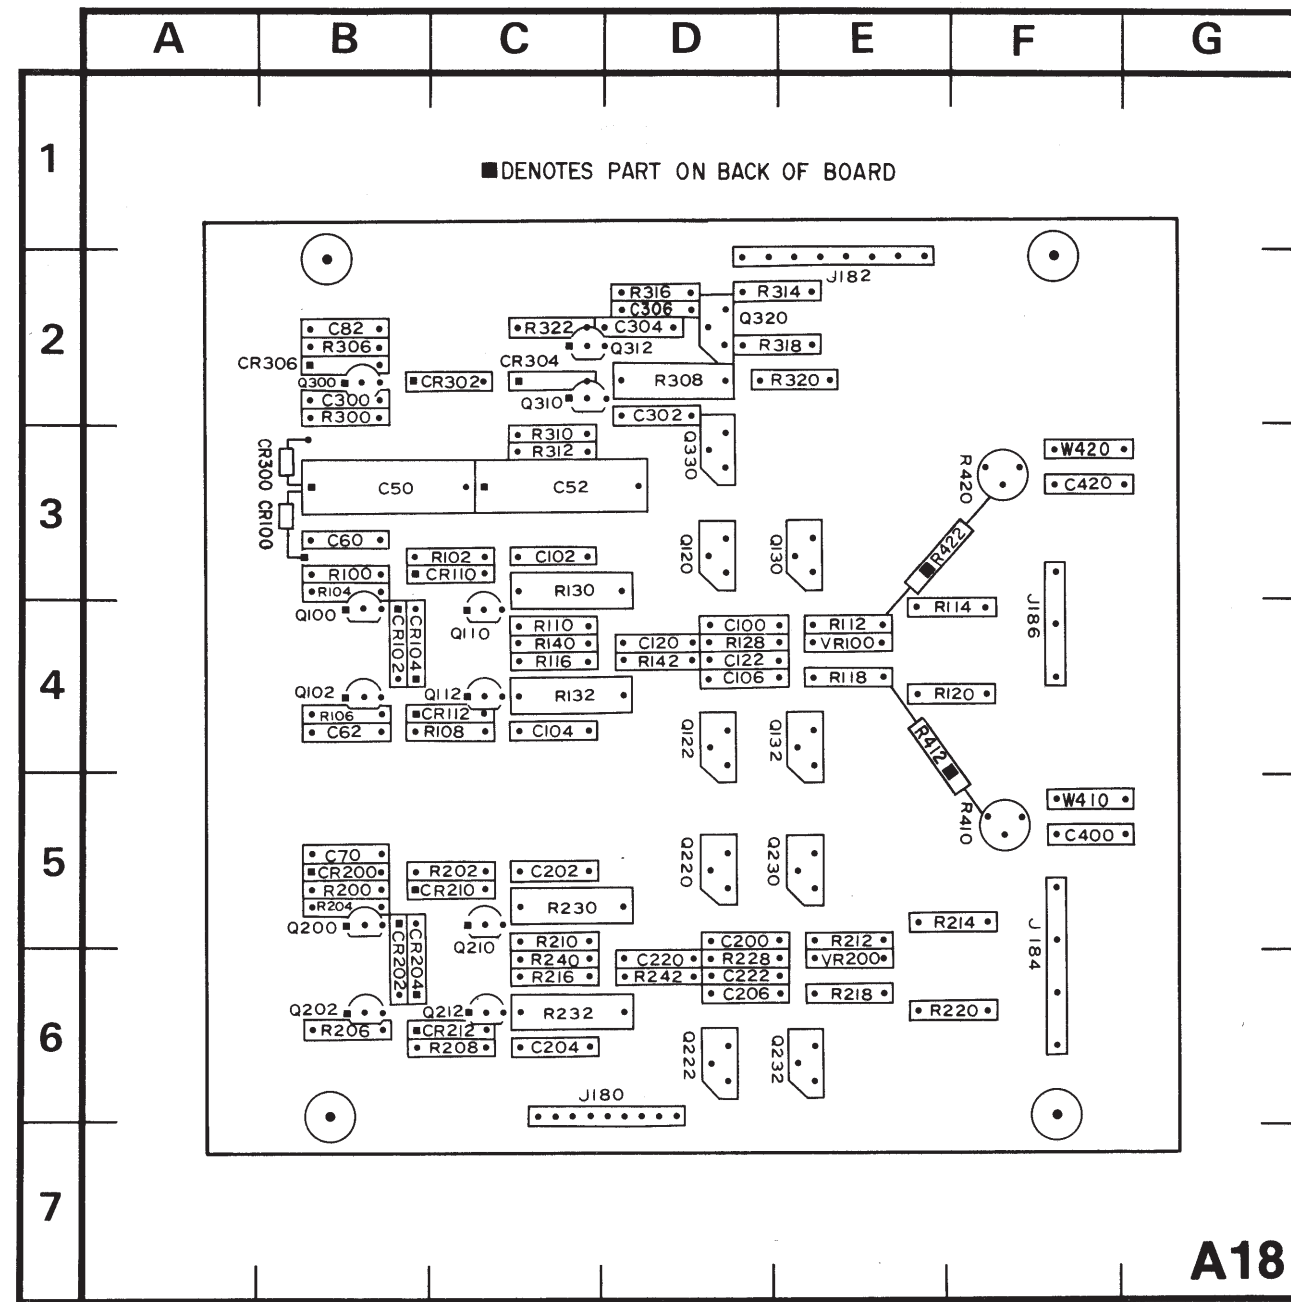 A B C D E F G
1
■DENOTES PART ON BACK OF BOARD
J182
R316 R314
C306
Q320
2
C82 R322 C304
R306 Q312 R318
CR306 CR304
Q300 CR302 R308 R320
C300 Q310
R300 C302
R310 Q330
CR300 R312 W420
R420
C50 C52 C420
3
CR100
C60 Q120 Q130 R422
R102 C102
R100 CR110
R104 R130
R114
Q100 Q110 J186
CR102 CR104 R110 C100 R112
R140 C120 R128 VR100
R116 R142 C122
4
C106 R118
Q102 Q112 R132 R120
R106 CR112
C62 R108 C104 Q122 Q132 R412
W410
R410
C400
5
C70
CR200 R202 C202 Q220 Q230
R200 CR210
R204 R230
Q200 R214
Q210 J184
CR202 CR204 R210 C200 R212
R240 C220 R228 VR200
R216 R242 C222
C206 R218
Q202 Q212 R232 R220
6
R206 CR212
R208 C204 Q222 Q232
J180
7
A18